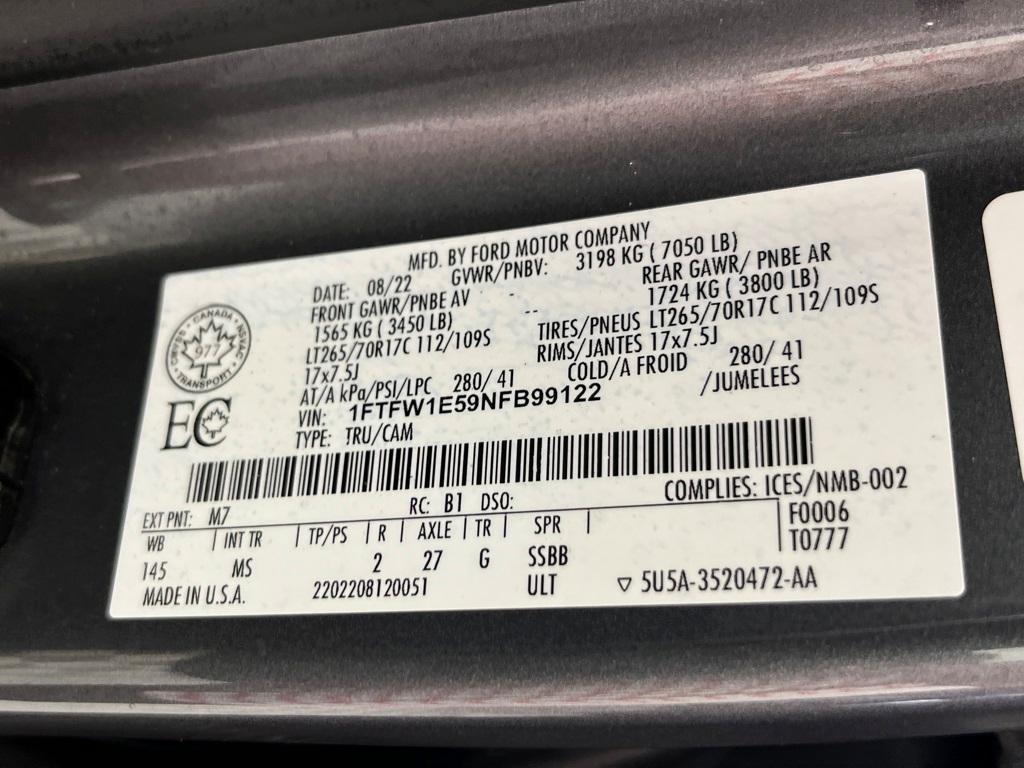 MFD. BY FORD MOTOR COMPANY
DATE: 08/22 GVWR/PNBV: 3198 KG ( 7050 LB)
FRONT GAWR/PNBE AV REAR GAWR/ PNBE AR
1565 KG ( 3450 LB) 1724 KG ( 3800 LB)
LT265/70R17C 112/109S TIRES/PNEUS LT265/70R17C 112/109S
17x7.5J RIMS/JANTES 17x7.5J
AT/A kPa/PSI/LPC 280/ 41 COLD/A FROID 280/ 41
VIN: 1FTFW1E59NFB99122 /JUMELEES
TYPE: TRU/CAM
CANADA
977
TRANSPORT
EC
COMPLIES: ICES/NMB-002
EXT PNT: M7 RC: B1 DSO:
WB INT TR TP/PS R AXLE TR SPR F0006
T0777
145 MS 2 27 G SSBB
MADE IN U.S.A. 2202208120051 ULT ▽ 5U5A-3520472-AA